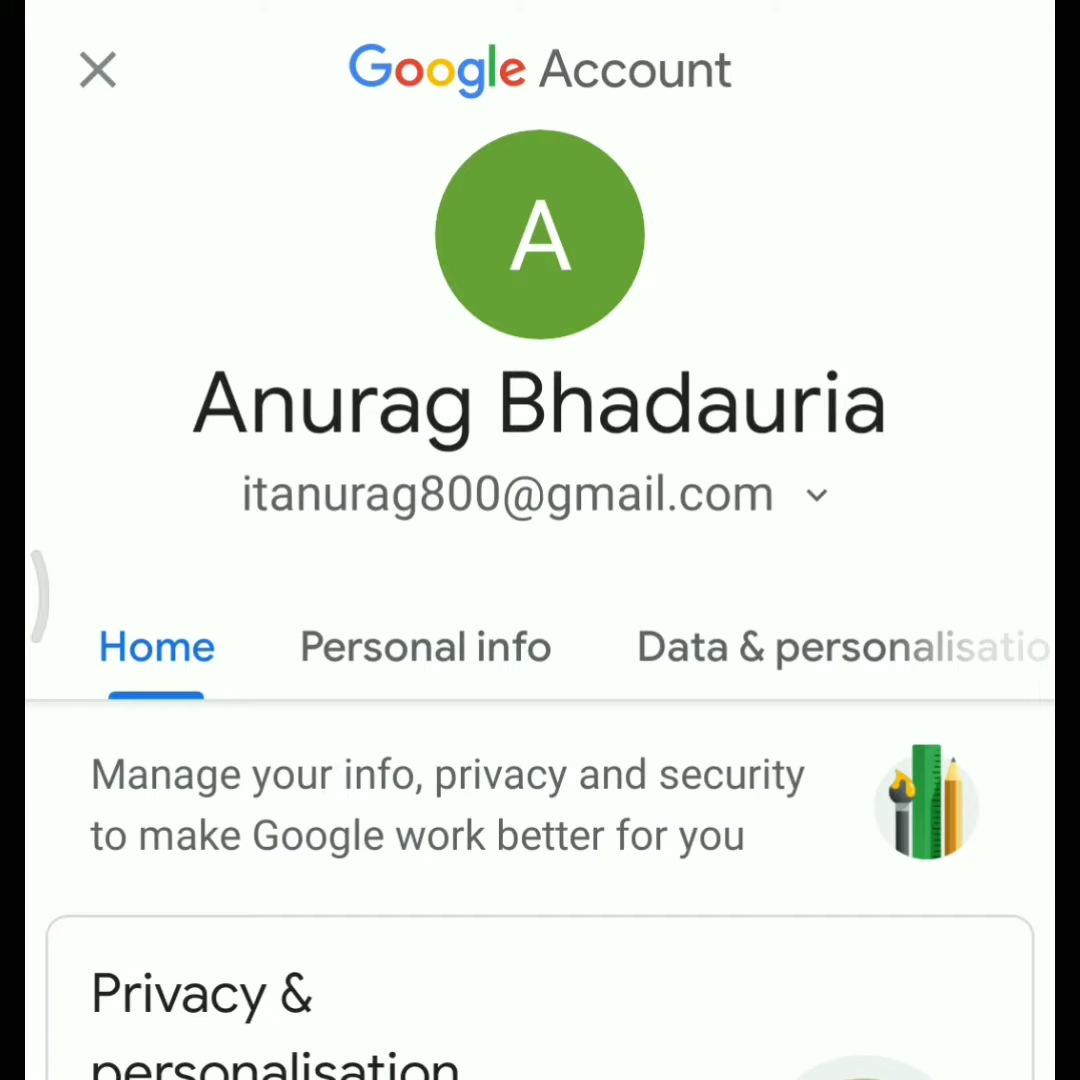 Google Account
A
Anurag Bhadauria
itanurag800@gmail.com
Home Personal info Data & personalisatio
Manage your info, privacy and security
to make Google work better for you
Privacy &
personalisation